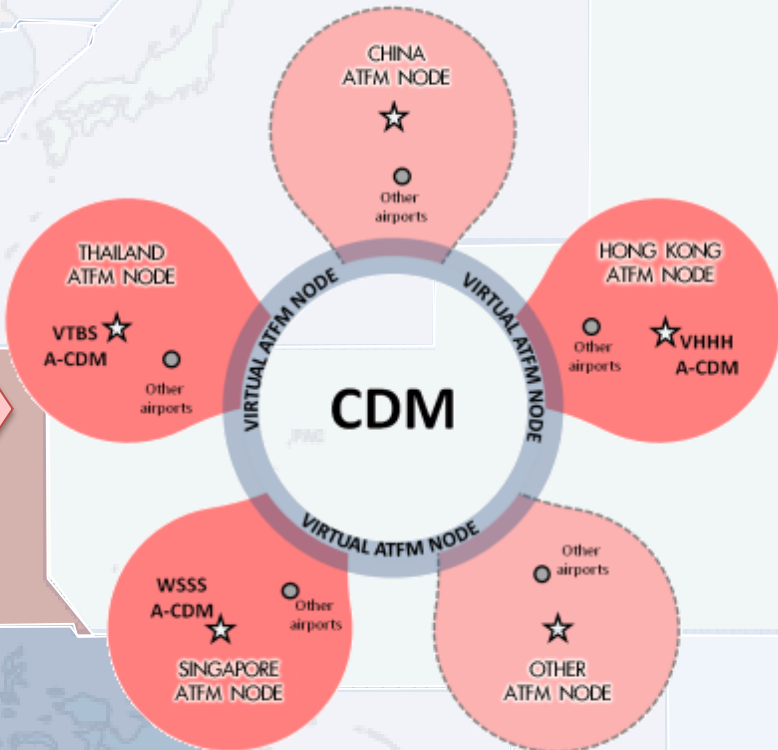 CHINA
ATFM NODE
Other
airports
THAILAND
ATFM NODE
VTBS
A-CDM
Other
airports
HONG KONG
ATFM NODE
Other
airports
VHHH
A-CDM
VIRTUAL ATFM NODE
VIRTUAL ATFM NODE
CDM
VIRTUAL ATFM NODE
WSSS
A-CDM
Other
airports
SINGAPORE
ATFM NODE
Other
airports
OTHER
ATFM NODE